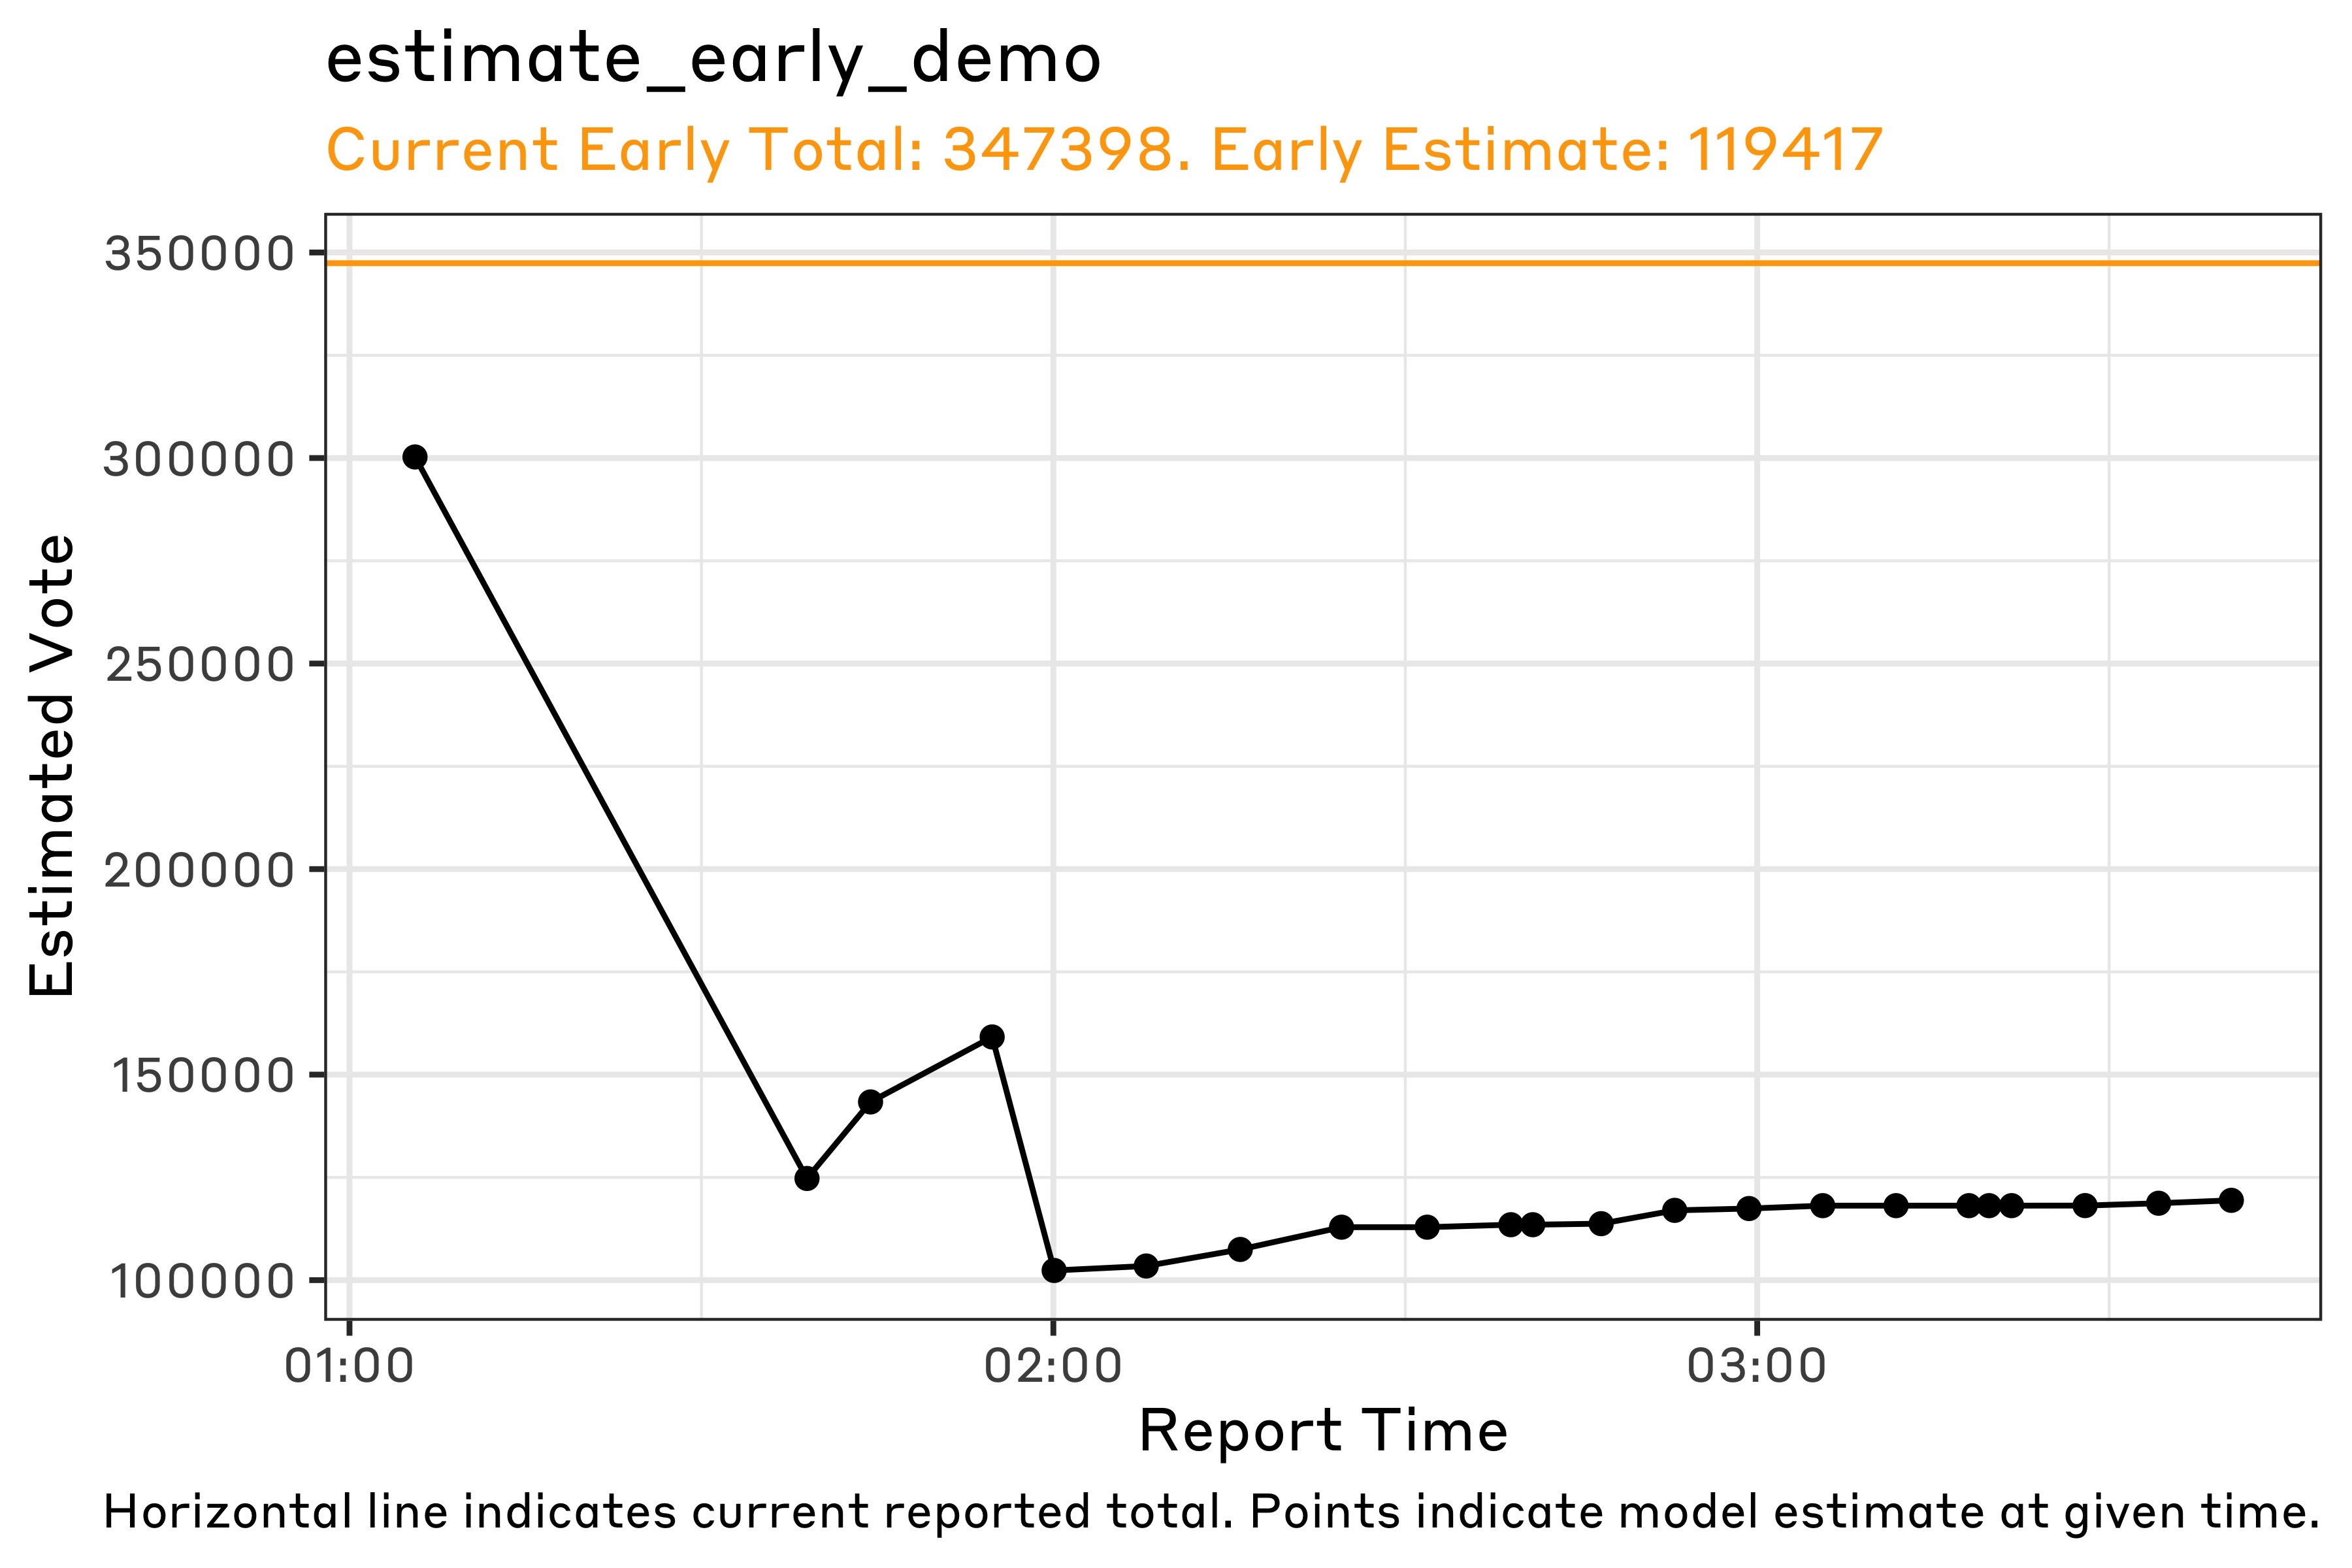 estimate_early_demo
Current Early Total: 347398. Early Estimate: 119417
350000
300000
250000
200000
150000
100000
Estimated Vote
01:00 02:00 03:00
Report Time
Horizontal line indicates current reported total. Points indicate model estimate at given time.